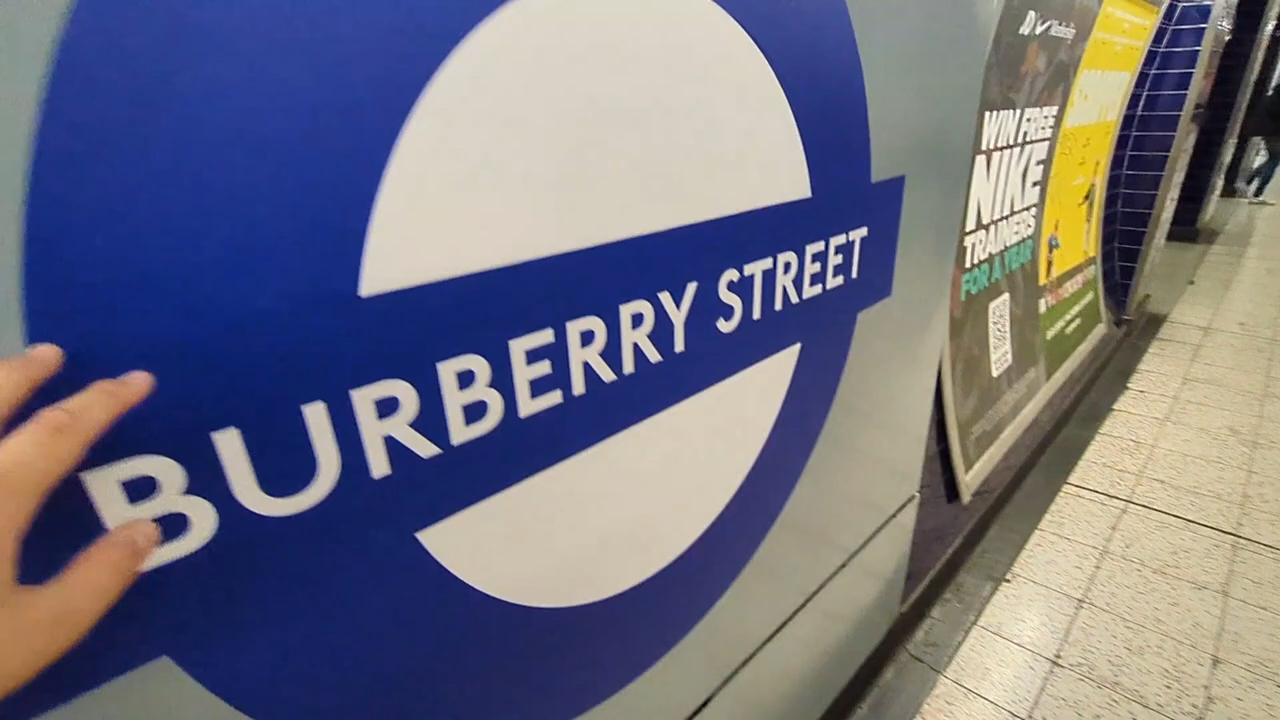 BURBERRY STREET
WIN FREE
NIKE
TRAINERS
FOR A YEAR